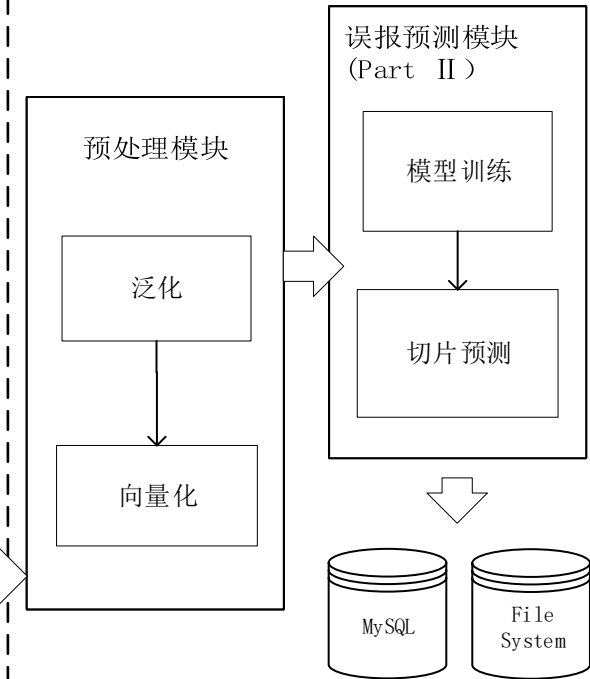 预处理模块
泛化
向量化
误报预测模块
(Part Ⅱ)
模型训练
切片预测
MySQL
File
System